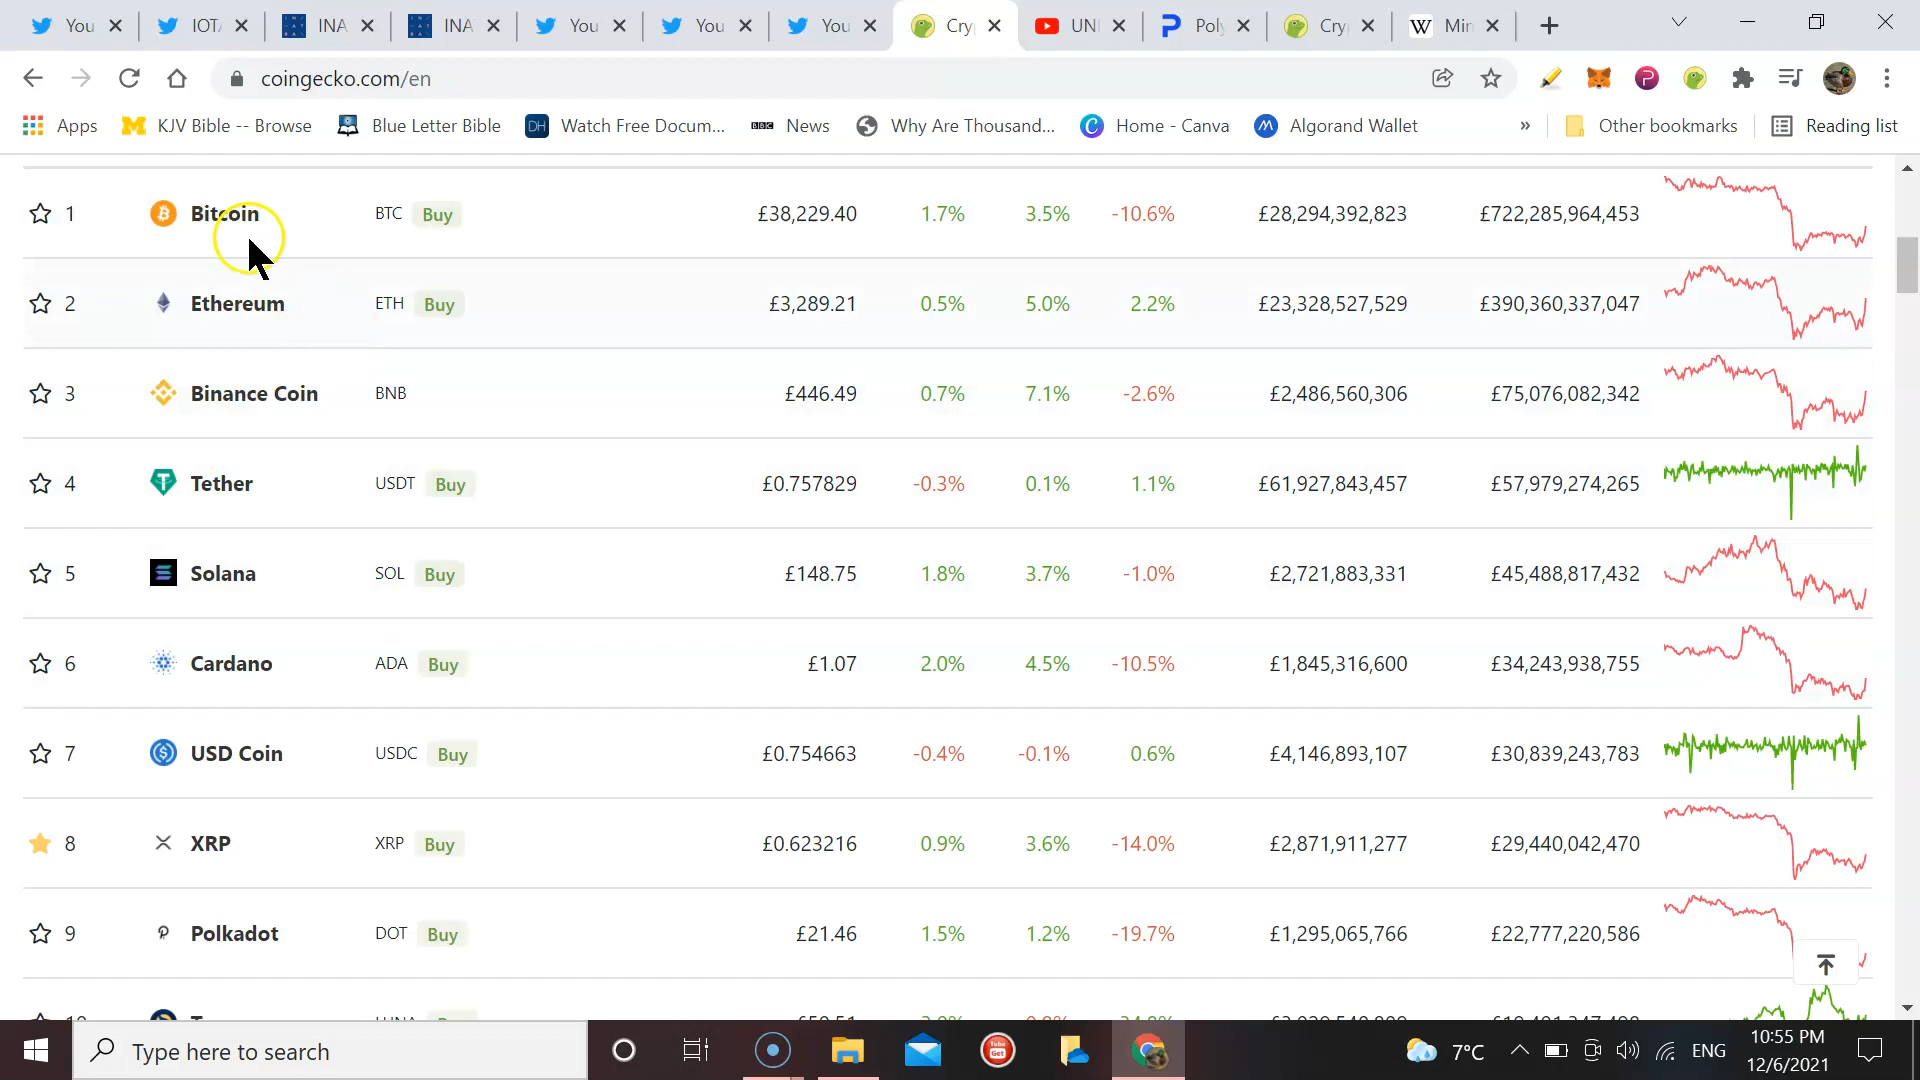 You
IOTA
INA
INA
You
You
You
Cry
UNI
Poly
Cry
Min
coingecko.com/en
Apps
KJV Bible -- Browse
Blue Letter Bible
DH
Watch Free Docum...
BBC
News
Why Are Thousand...
Home - Canva
Algorand Wallet
»
Other bookmarks
Reading list
1 Bitcoin BTC Buy £38,229.40 1.7% 3.5% -10.6% £28,294,392,823 £722,285,964,453
2 Ethereum ETH Buy £3,289.21 0.5% 5.0% 2.2% £23,328,527,529 £390,360,337,047
3 Binance Coin BNB £446.49 0.7% 7.1% -2.6% £2,486,560,306 £75,076,082,342
4 Tether USDT Buy £0.757829 -0.3% 0.1% 1.1% £61,927,843,457 £57,979,274,265
5 Solana SOL Buy £148.75 1.8% 3.7% -1.0% £2,721,883,331 £45,488,817,432
6 Cardano ADA Buy £1.07 2.0% 4.5% -10.5% £1,845,316,600 £34,243,938,755
7 USD Coin USDC Buy £0.754663 -0.4% -0.1% 0.6% £4,146,893,107 £30,839,243,783
8 XRP XRP Buy £0.623216 0.9% 3.6% -14.0% £2,871,911,277 £29,440,042,470
9 Polkadot DOT Buy £21.46 1.5% 1.2% -19.7% £1,295,065,766 £22,777,220,586
Type here to search
7°C
ENG
10:55 PM
12/6/2021